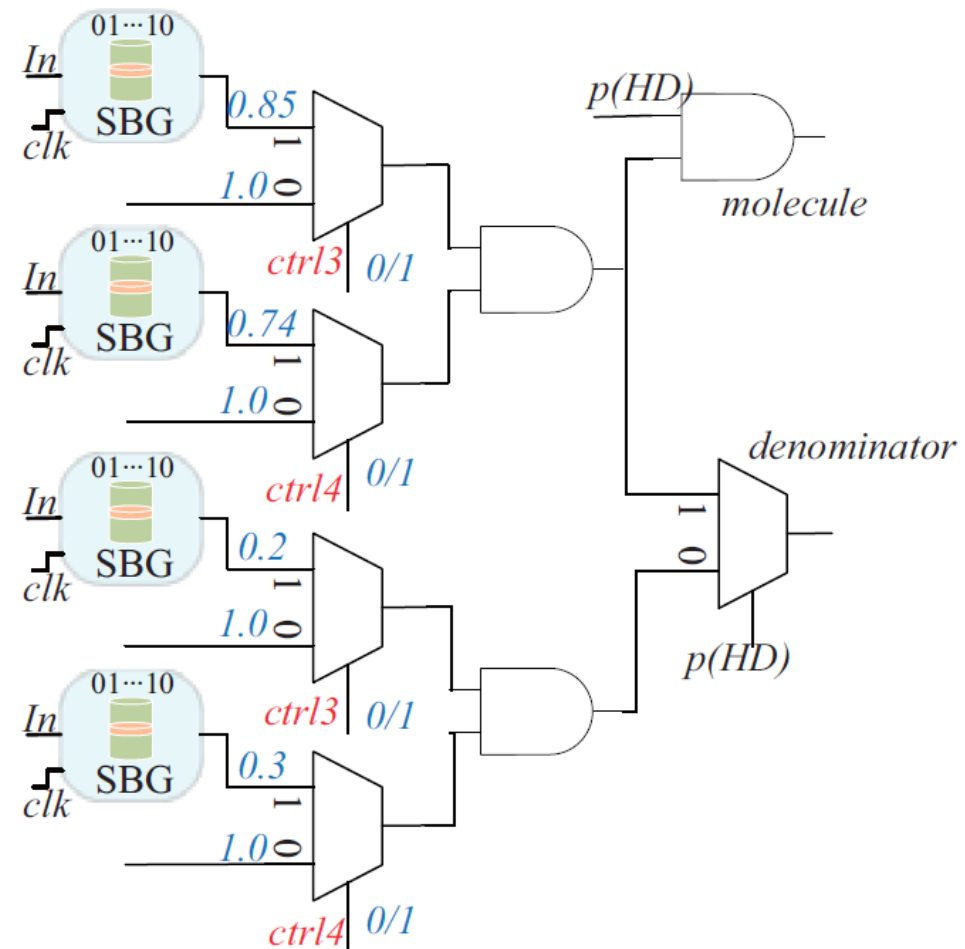 01···10
In
SBG
clk
0.85
1
1.0 0
ctrl3 0/1
p(HD)
molecule
01···10
In
SBG
clk
0.74
1
1.0 0
ctrl4 0/1
denominator
1
0
p(HD)
01···10
In
SBG
clk
0.2
1
1.0 0
ctrl3 0/1
01···10
In
SBG
clk
0.3
1
1.0 0
ctrl4 0/1